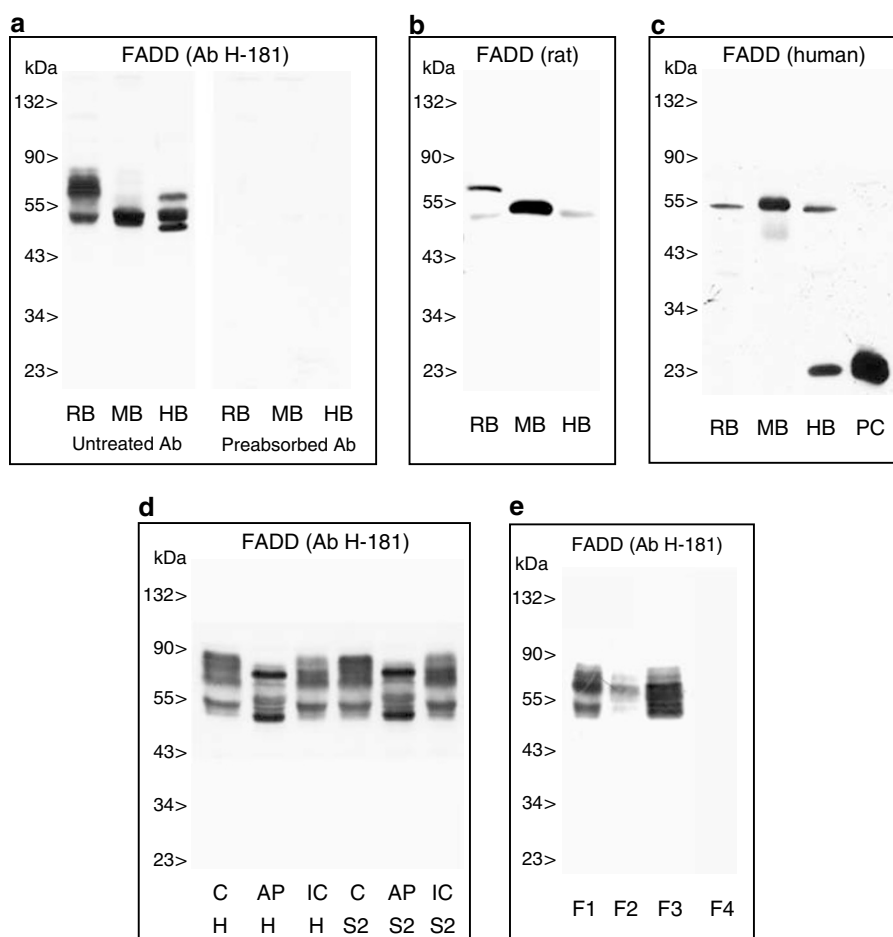 a
FADD (Ab H-181)
kDa
132>
90>
55>
43>
34>
23>
RB MB HB RB MB HB
Untreated Ab Preabsorbed Ab
b
FADD (rat)
kDa
132>
90>
55>
43>
34>
23>
RB MB HB
c
FADD (human)
kDa
132>
90>
55>
43>
34>
23>
RB MB HB PC
d
FADD (Ab H-181)
kDa
132>
90>
55>
43>
34>
23>
C AP IC C AP IC
H H H S2 S2 S2
e
FADD (Ab H-181)
kDa
132>
90>
55>
43>
34>
23>
F1 F2 F3 F4